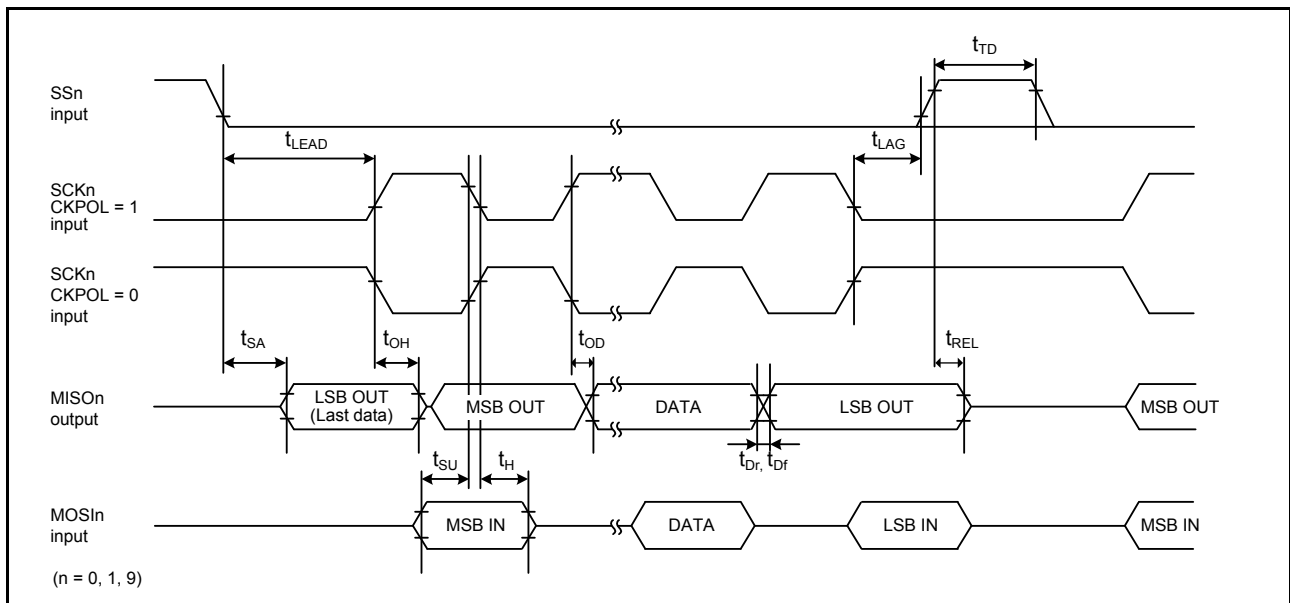 tTD
SSn
input
tLEAD
tLAG
SCKn
CKPOL = 1
input
SCKn
CKPOL = 0
input
tSA
tOH
tOD
tREL
MISOn
output
LSB OUT
(Last data)
MSB OUT
DATA
LSB OUT
MSB OUT
tSU
tH
tDr, tDf
MOSIn
input
MSB IN
DATA
LSB IN
MSB IN
(n = 0, 1, 9)